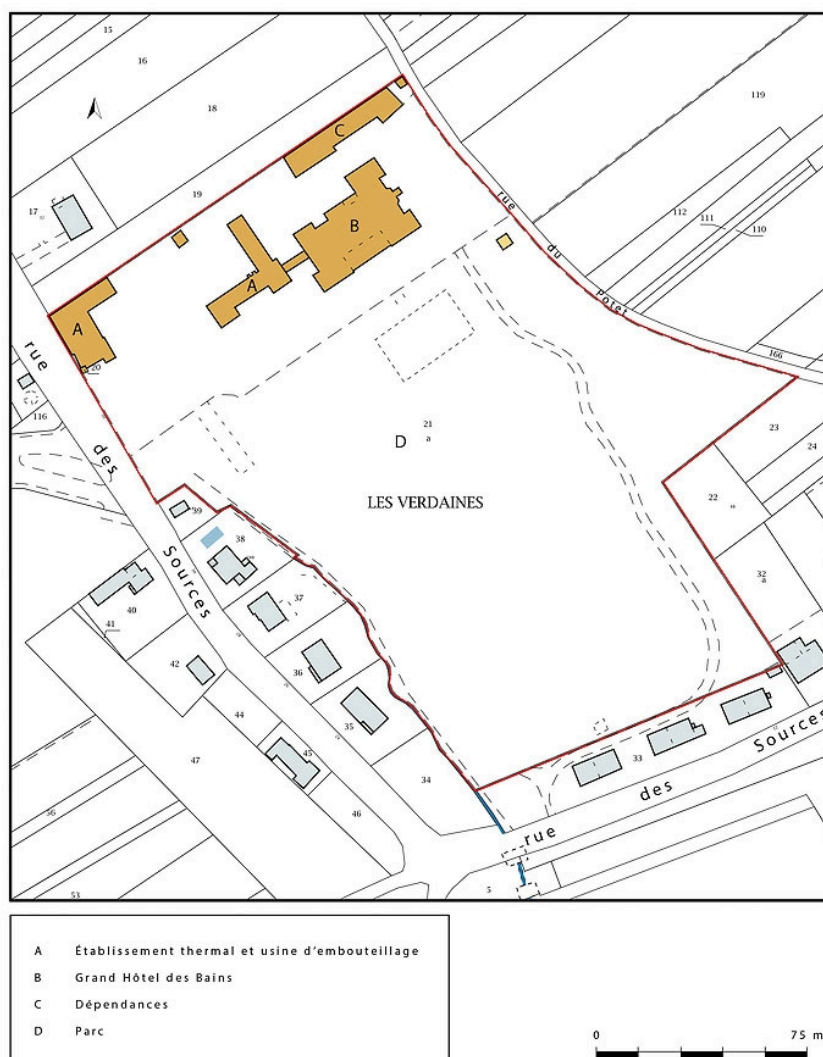 15
16
18
119
C
19
17
rue
du
Potet
112
111
110
B
A
A
20
rue
166
116
des
23
21
a
D
24
LES VERDAINES
22
39
38
Sources
32
a
37
40
41
42
36
35
44
33
45
47
34
Sources
des
rue
46
56
53
5
A Établissement thermal et usine d'embouteillage
B Grand Hôtel des Bains
C Dépendances
D Parc
0 75 m